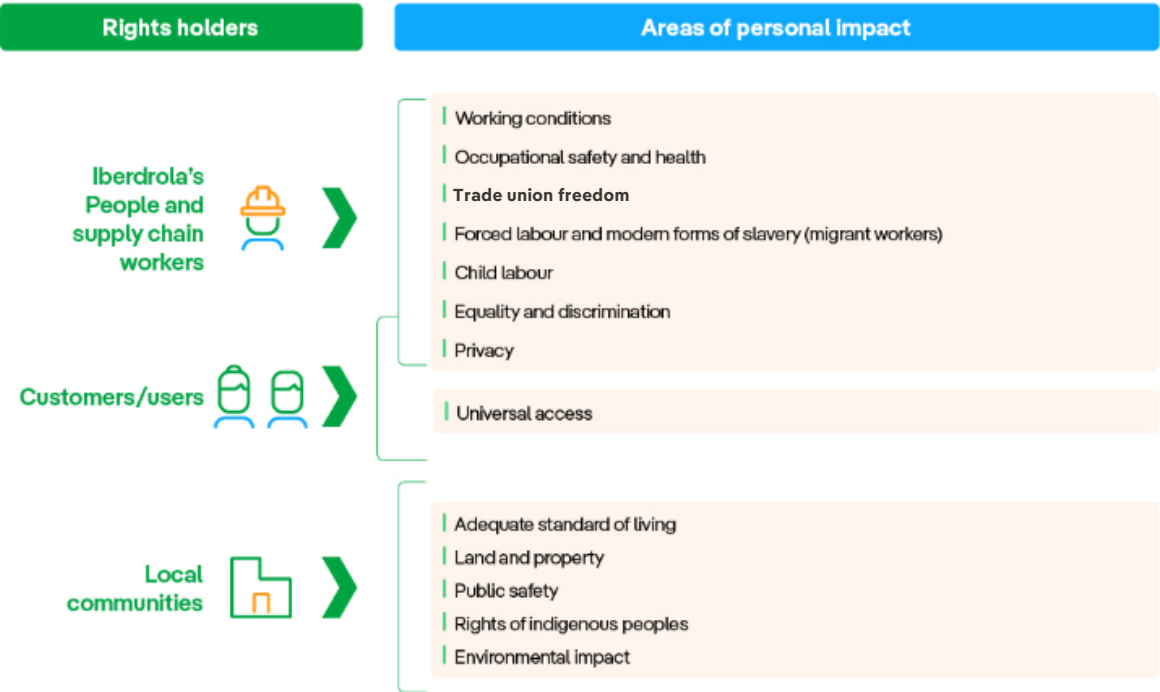 Rights holders
Areas of personal impact
Iberdrola's
People and
supply chain
workers
Working conditions
Occupational safety and health
Trade union freedom
Forced labour and modern forms of slavery (migrant workers)
Child labour
Equality and discrimination
Privacy
Customers/users
Universal access
Local
communities
Adequate standard of living
Land and property
Public safety
Rights of indigenous peoples
Environmental impact